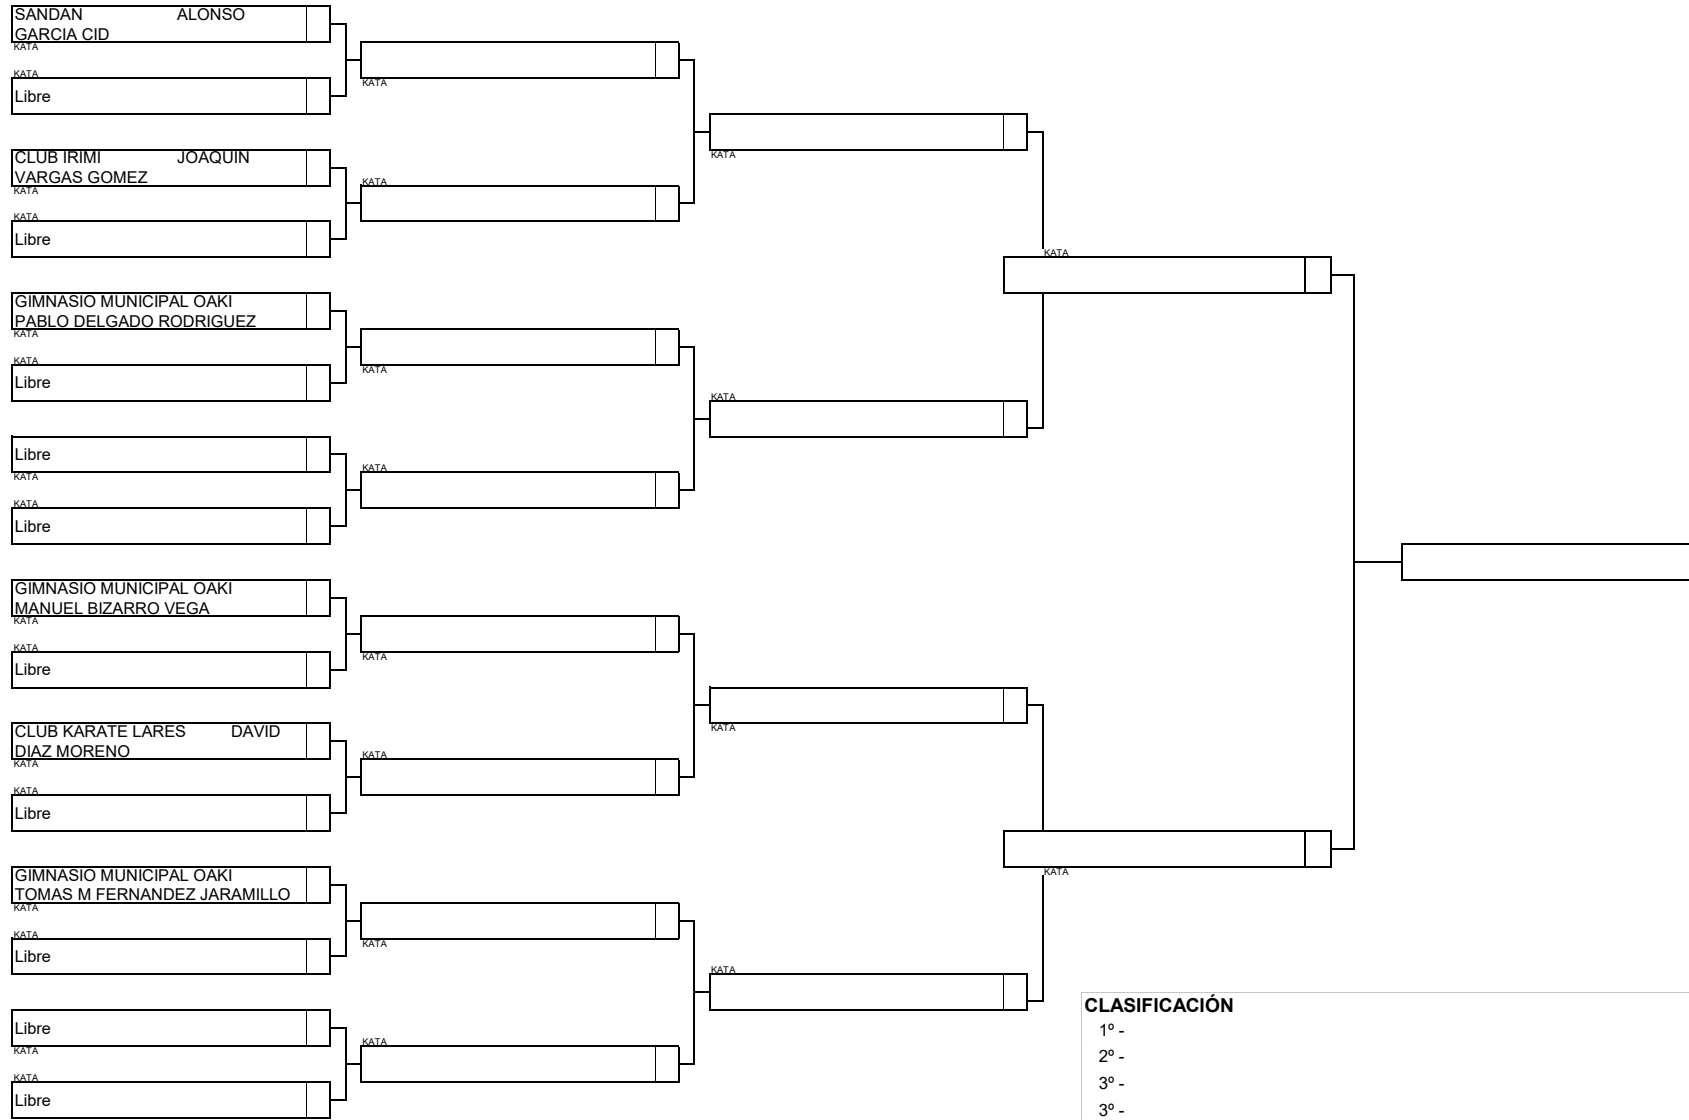 SANDAN ALONSO
GARCIA CID
KATA
KATA
Libre
CLUB IRIMI JOAQUIN
VARGAS GOMEZ
KATA
KATA
Libre
GIMNASIO MUNICIPAL OAKI
PABLO DELGADO RODRIGUEZ
KATA
KATA
Libre
Libre
KATA
KATA
Libre
GIMNASIO MUNICIPAL OAKI
MANUEL BIZARRO VEGA
KATA
KATA
Libre
CLUB KARATE LARES DAVID
DIAZ MORENO
KATA
KATA
Libre
GIMNASIO MUNICIPAL OAKI
TOMAS M FERNANDEZ JARAMILLO
KATA
KATA
Libre
Libre
KATA
KATA
Libre
KATA
KATA
KATA
KATA
KATA
KATA
KATA
KATA
KATA
KATA
KATA
KATA
KATA
KATA
CLASIFICACIÓN
1º -
2º -
3º -
3º -